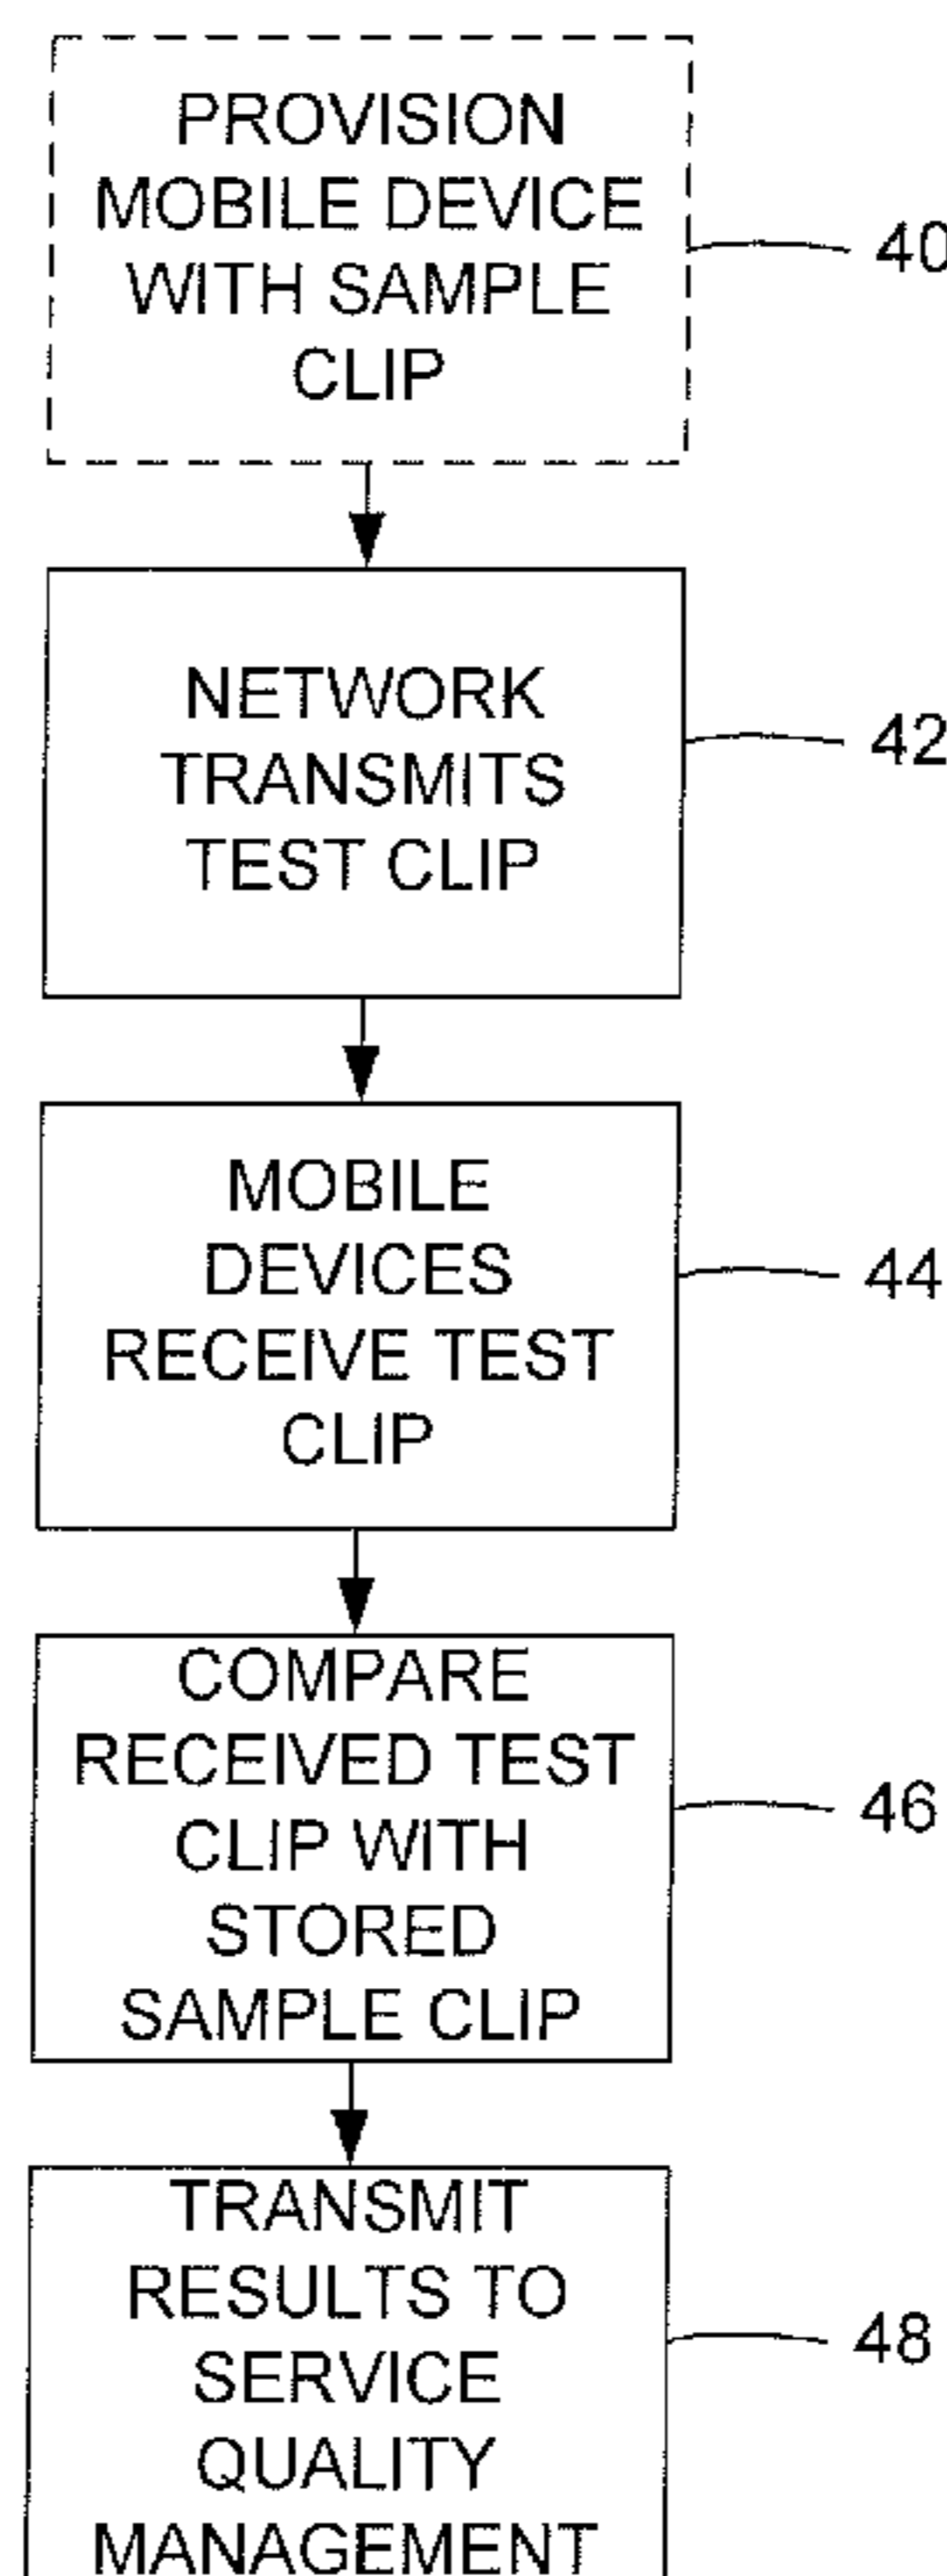 PROVISION
MOBILE DEVICE
WITH SAMPLE
CLIP
40
NETWORK
TRANSMITS
TEST CLIP
42
MOBILE
DEVICES
RECEIVE TEST
CLIP
44
COMPARE
RECEIVED TEST
CLIP WITH
STORED
SAMPLE CLIP
46
TRANSMIT
RESULTS TO
SERVICE
QUALITY
MANAGEMENT
48